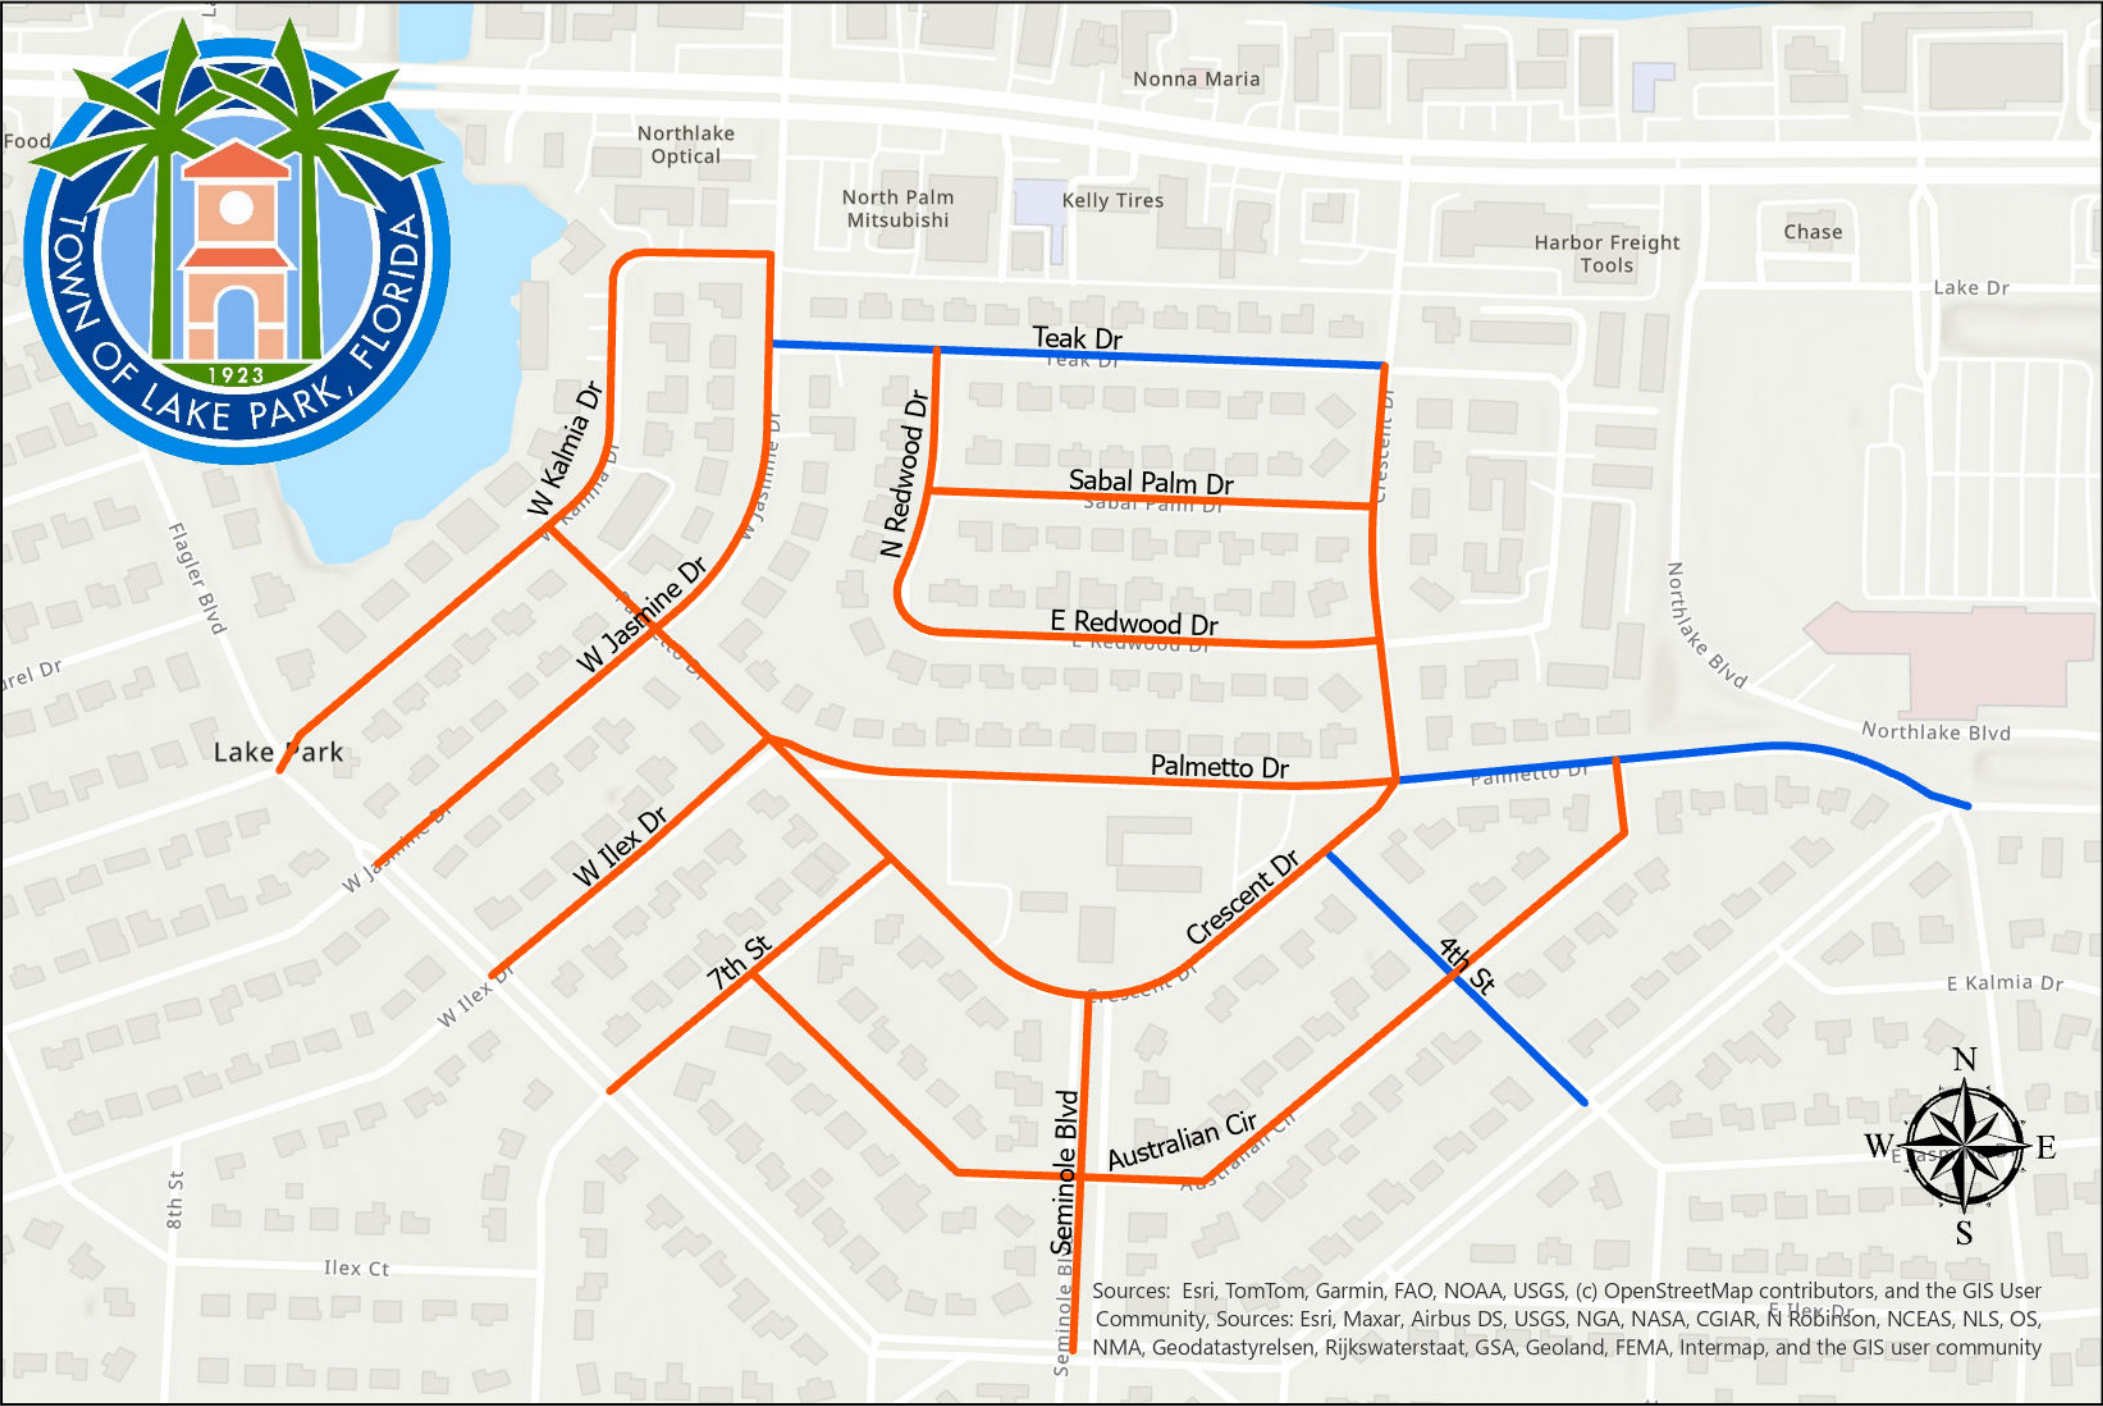 Nonna Maria
Food
Northlake
Optical
North Palm
Mitsubishi
Kelly Tires
Harbor Freight
Tools
Chase
Lake Dr
TOWN OF LAKE PARK, FLORIDA
1923
Teak Dr
Teak Dr
W Kalmia Dr
W Jasmine Dr
N Redwood Dr
Sabal Palm Dr
Sabal Palm Dr
Crescent Dr
Flagler Blvd
W Jasmine Dr
E Redwood Dr
E Redwood Dr
Northlake Blvd
Northlake Blvd
Lake Park
Palmetto Dr
Palmetto Dr
W Jasmine Dr
W Ilex Dr
Crescent Dr
Crescent Dr
7th St
4th St
W Ilex Dr
E Kalmia Dr
N
W
E
S
Seminole Blvd
Australian Cir
Australian Cir
8th St
Ilex Ct
Seminole Blvd
E Ilex Dr
Sources: Esri, TomTom, Garmin, FAO, NOAA, USGS, (c) OpenStreetMap contributors, and the GIS User
Community, Sources: Esri, Maxar, Airbus DS, USGS, NGA, NASA, CGIAR, N Robinson, NCEAS, NLS, OS,
NMA, Geodatastyrelsen, Rijkswaterstaat, GSA, Geoland, FEMA, Intermap, and the GIS user community